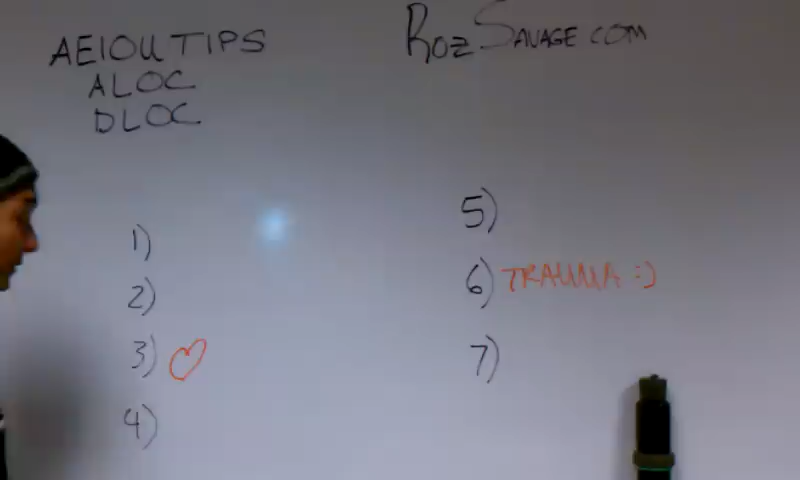 AEIOU TIPS
ALOC
DLOC
RozSavage.com
1)
2)
3) ♡
4)
5)
6) TRAUMA :)
7)